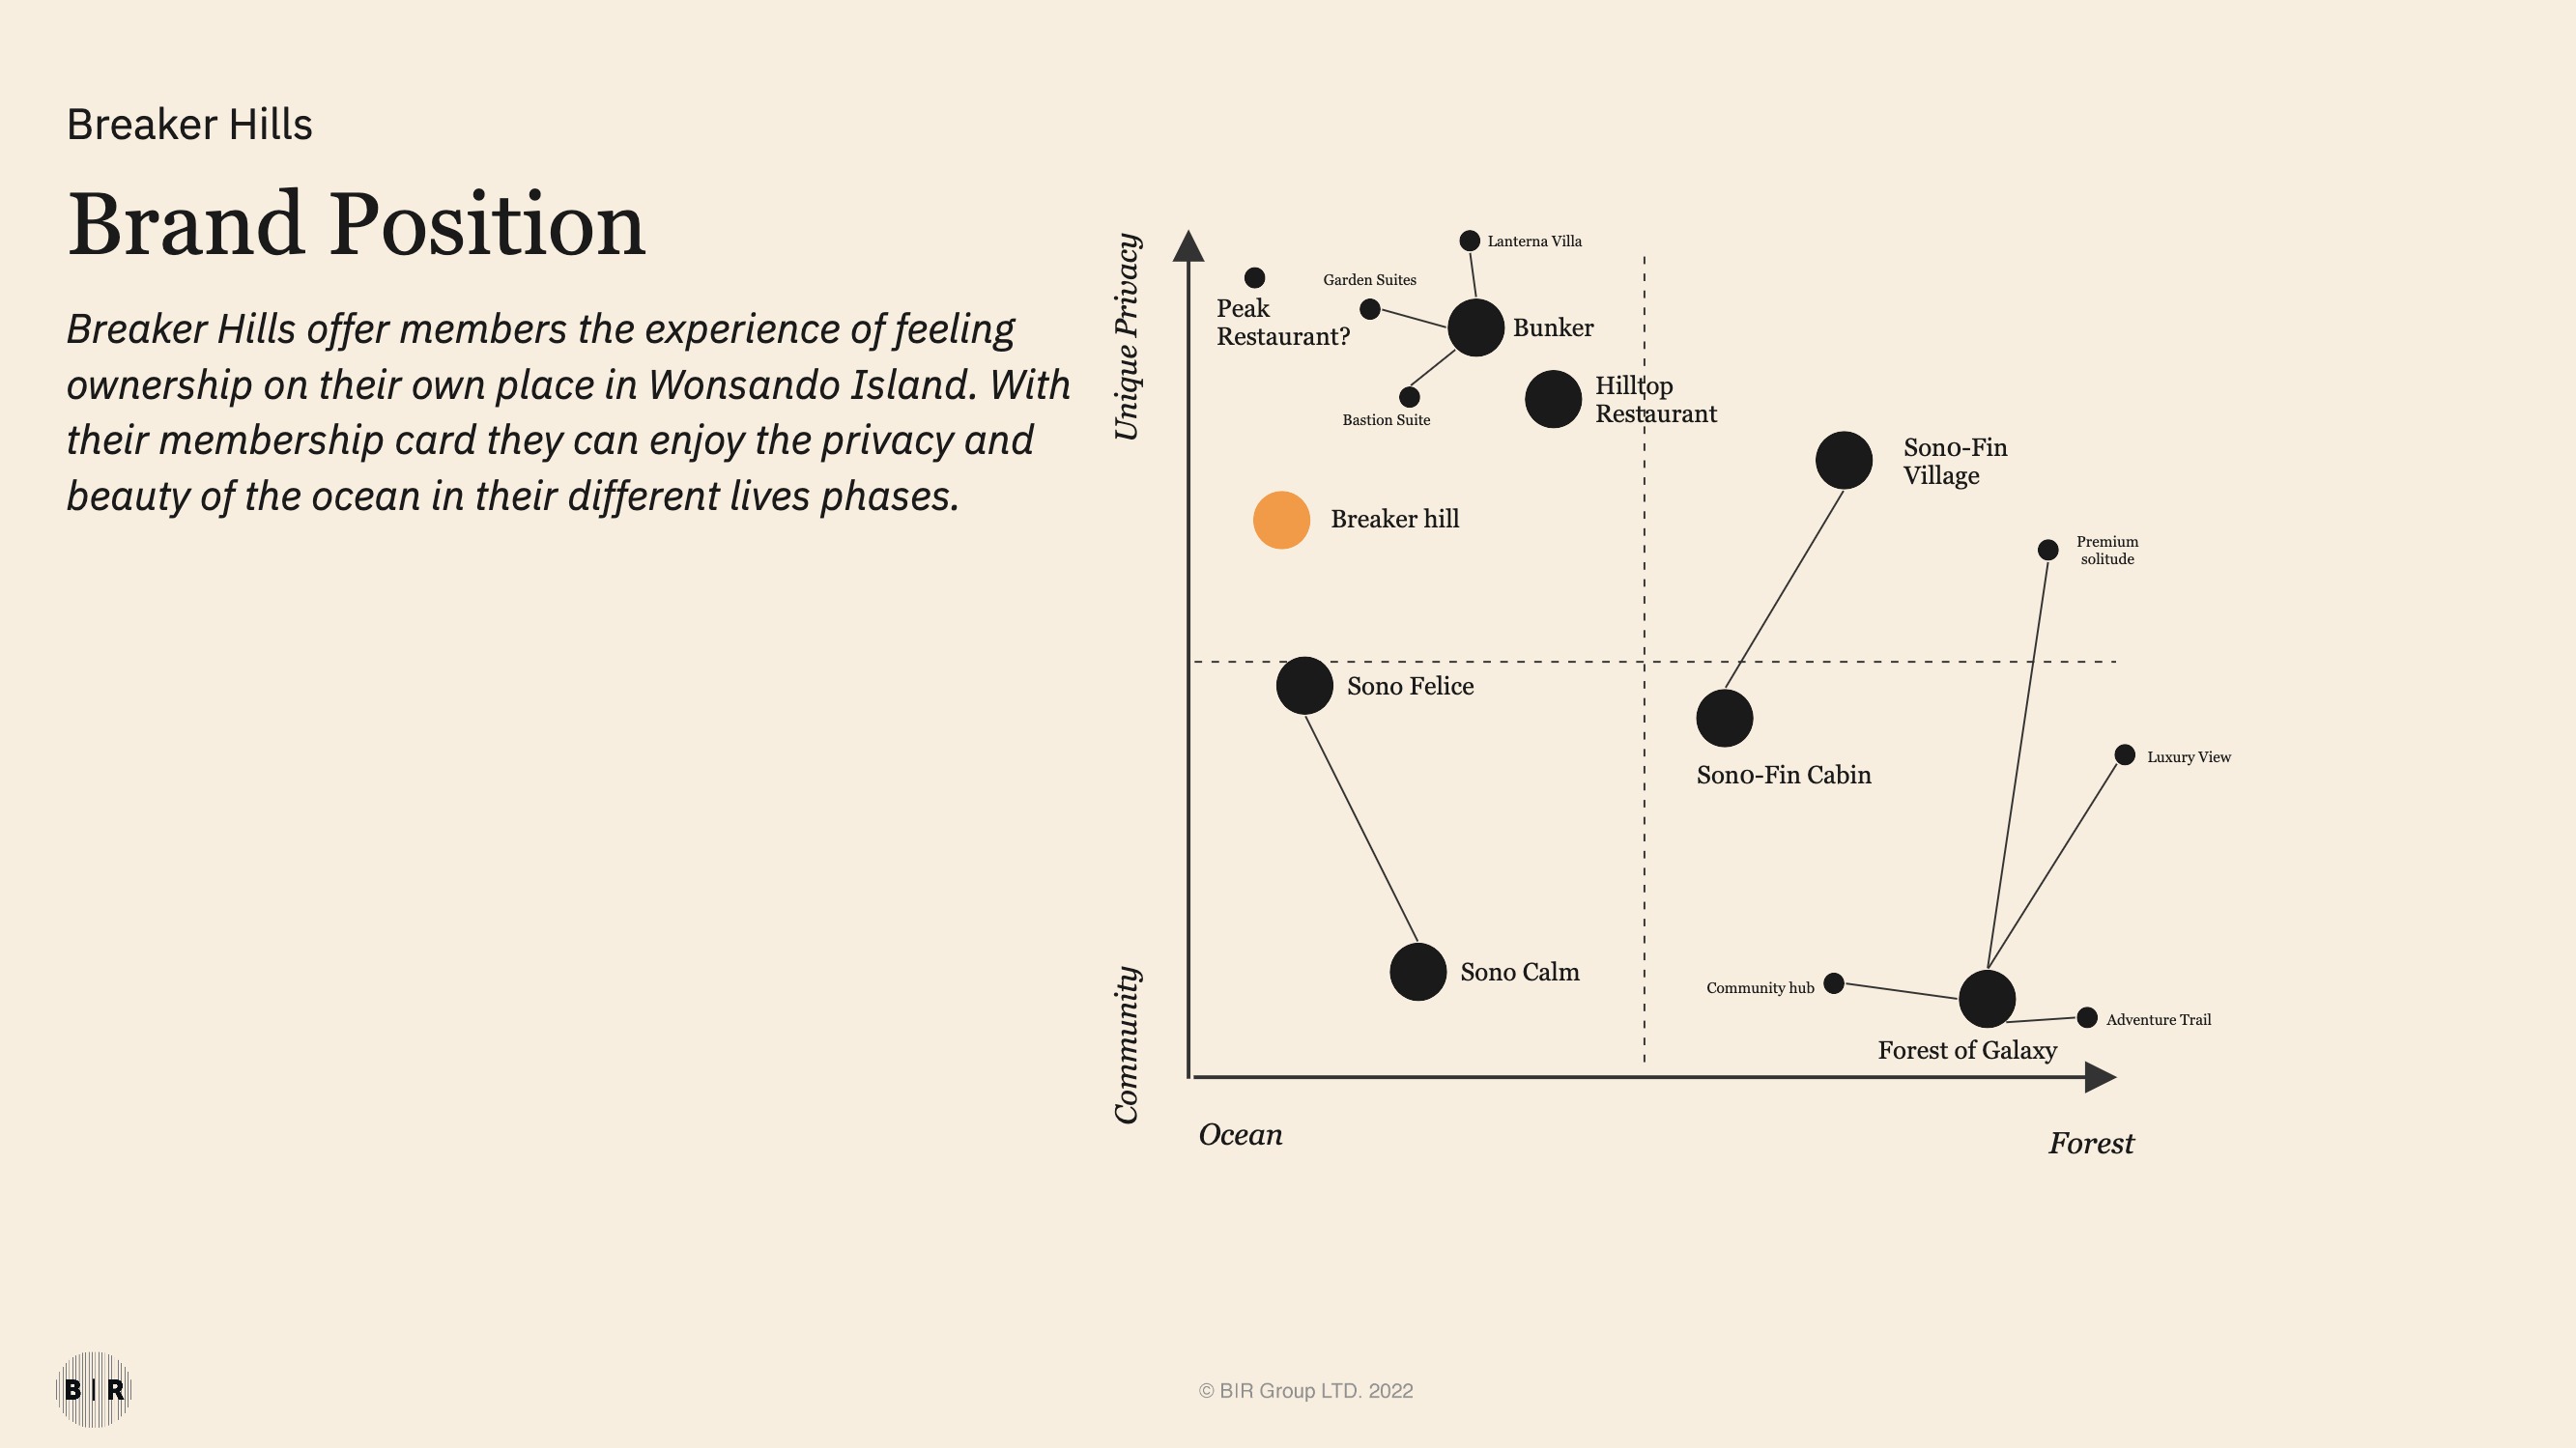 Breaker Hills
Brand Position
Breaker Hills offer members the experience of feeling
ownership on their own place in Wonsando Island. With
their membership card they can enjoy the privacy and
beauty of the ocean in their different lives phases.
Unique Privacy
Lanterna Villa
Garden Suites
Peak
Restaurant?
Bunker
Hilltop
Restaurant
Bastion Suite
Son0-Fin
Village
Breaker hill
Premium
solitude
Sono Felice
Son0-Fin Cabin
Luxury View
Sono Calm
Community hub
Adventure Trail
Forest of Galaxy
Community
Ocean
Forest
B|R
© B|R Group LTD. 2022